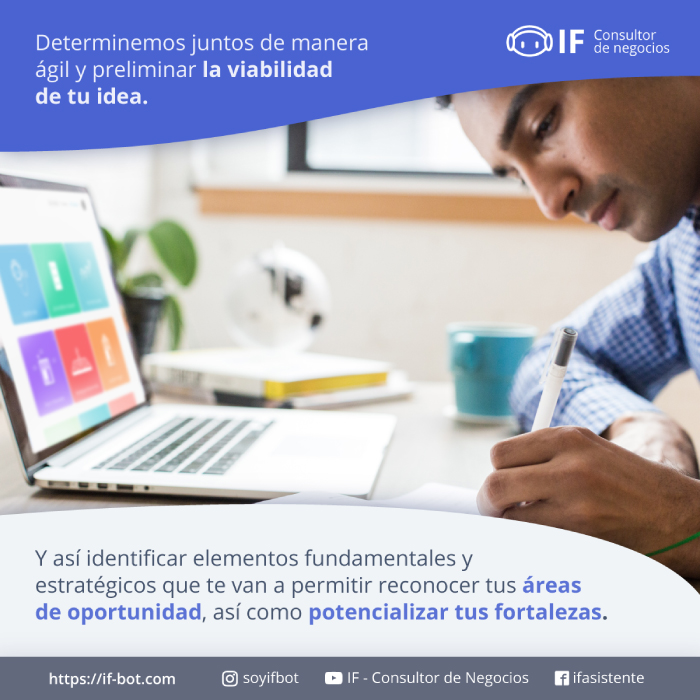 Determinemos juntos de manera
ágil y preliminar la viabilidad
de tu idea.
IF Consultor
de negocios
Y así identificar elementos fundamentales y
estratégicos que te van a permitir reconocer tus áreas
de oportunidad, así como potencializar tus fortalezas.
https://if-bot.com soyifbot IF - Consultor de Negocios ifasistente